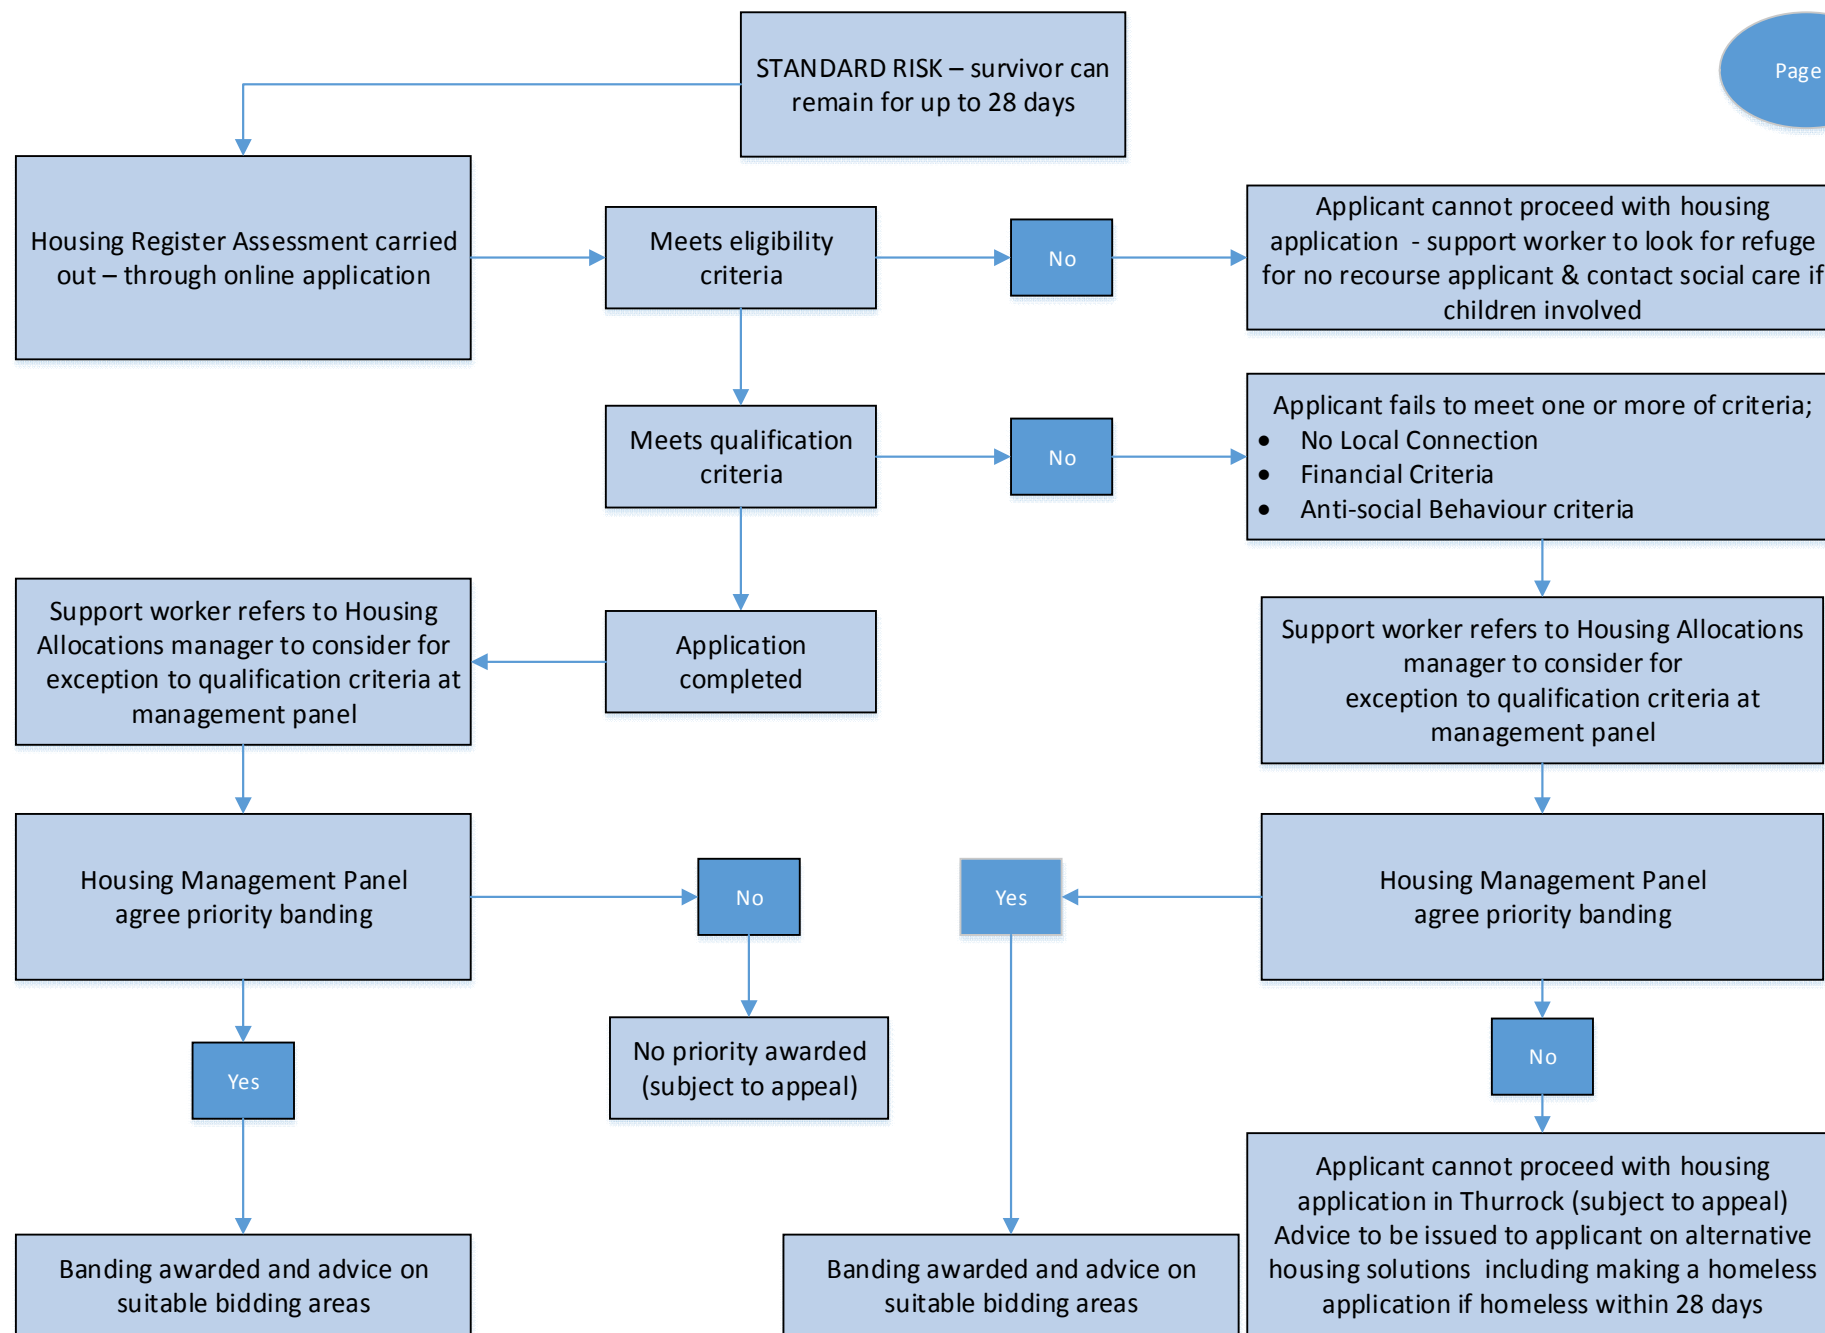 STANDARD RISK – survivor can
remain for up to 28 days
Page
Housing Register Assessment carried
out – through online application
Meets eligibility
criteria
No
Applicant cannot proceed with housing
application - support worker to look for refuge
for no recourse applicant & contact social care if
children involved
Meets qualification
criteria
No
Applicant fails to meet one or more of criteria;
• No Local Connection
• Financial Criteria
• Anti-social Behaviour criteria
Support worker refers to Housing
Allocations manager to consider for
exception to qualification criteria at
management panel
Application
completed
Support worker refers to Housing Allocations
manager to consider for
exception to qualification criteria at
management panel
Housing Management Panel
agree priority banding
No
Yes
Housing Management Panel
agree priority banding
Yes
No priority awarded
(subject to appeal)
No
Banding awarded and advice on
suitable bidding areas
Banding awarded and advice on
suitable bidding areas
Applicant cannot proceed with housing
application in Thurrock (subject to appeal)
Advice to be issued to applicant on alternative
housing solutions including making a homeless
application if homeless within 28 days